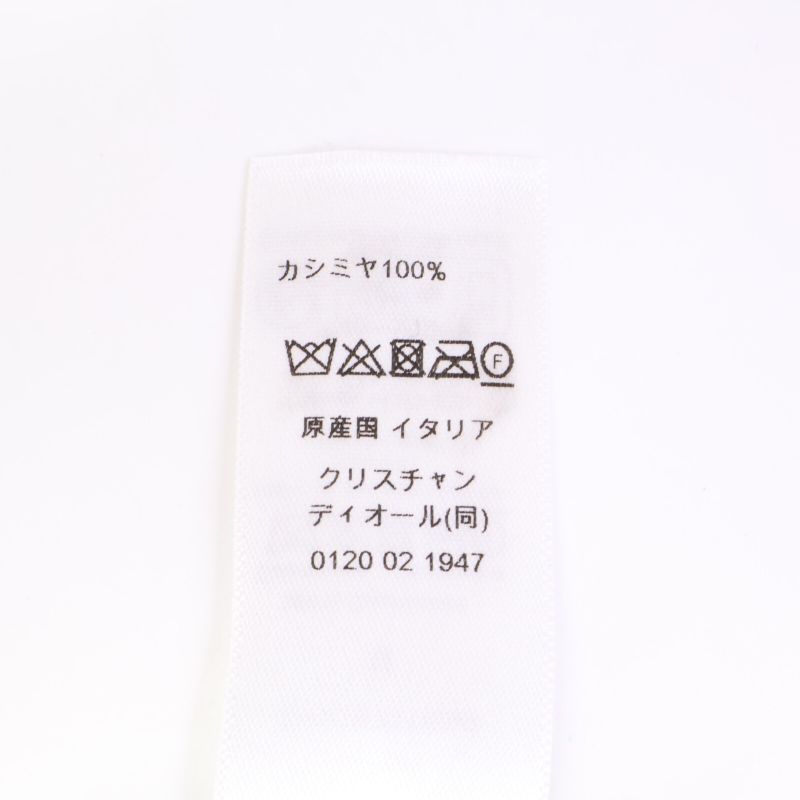 カシミヤ100%
F
原産国 イタリア
クリスチャン
ディオール(同)
0120 02 1947